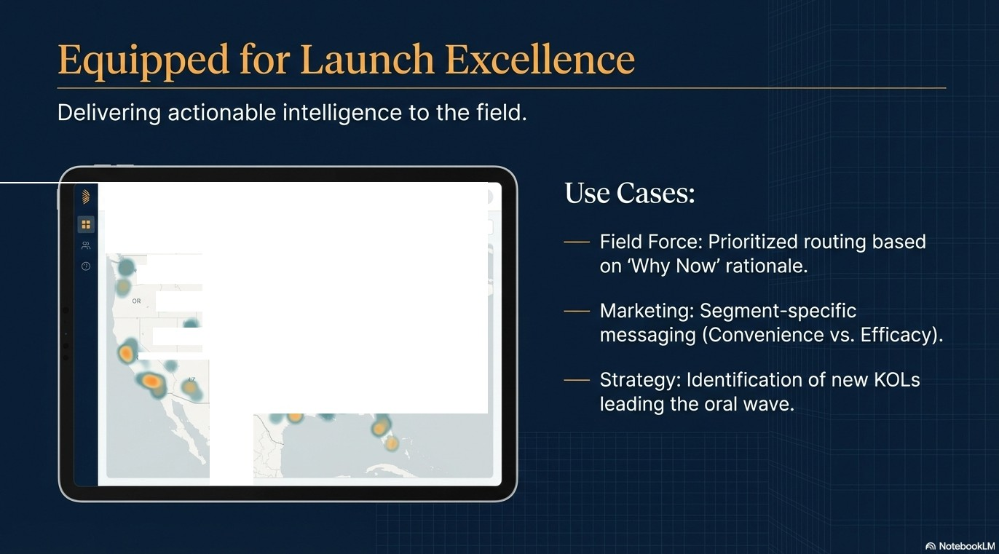 Equipped for Launch Excellence
Delivering actionable intelligence to the field.
OR
Use Cases:
Field Force: Prioritized routing based
on ‘Why Now’ rationale.
Marketing: Segment-specific
messaging (Convenience vs. Efficacy).
Strategy: Identification of new KOLs
leading the oral wave.
NotebookLM